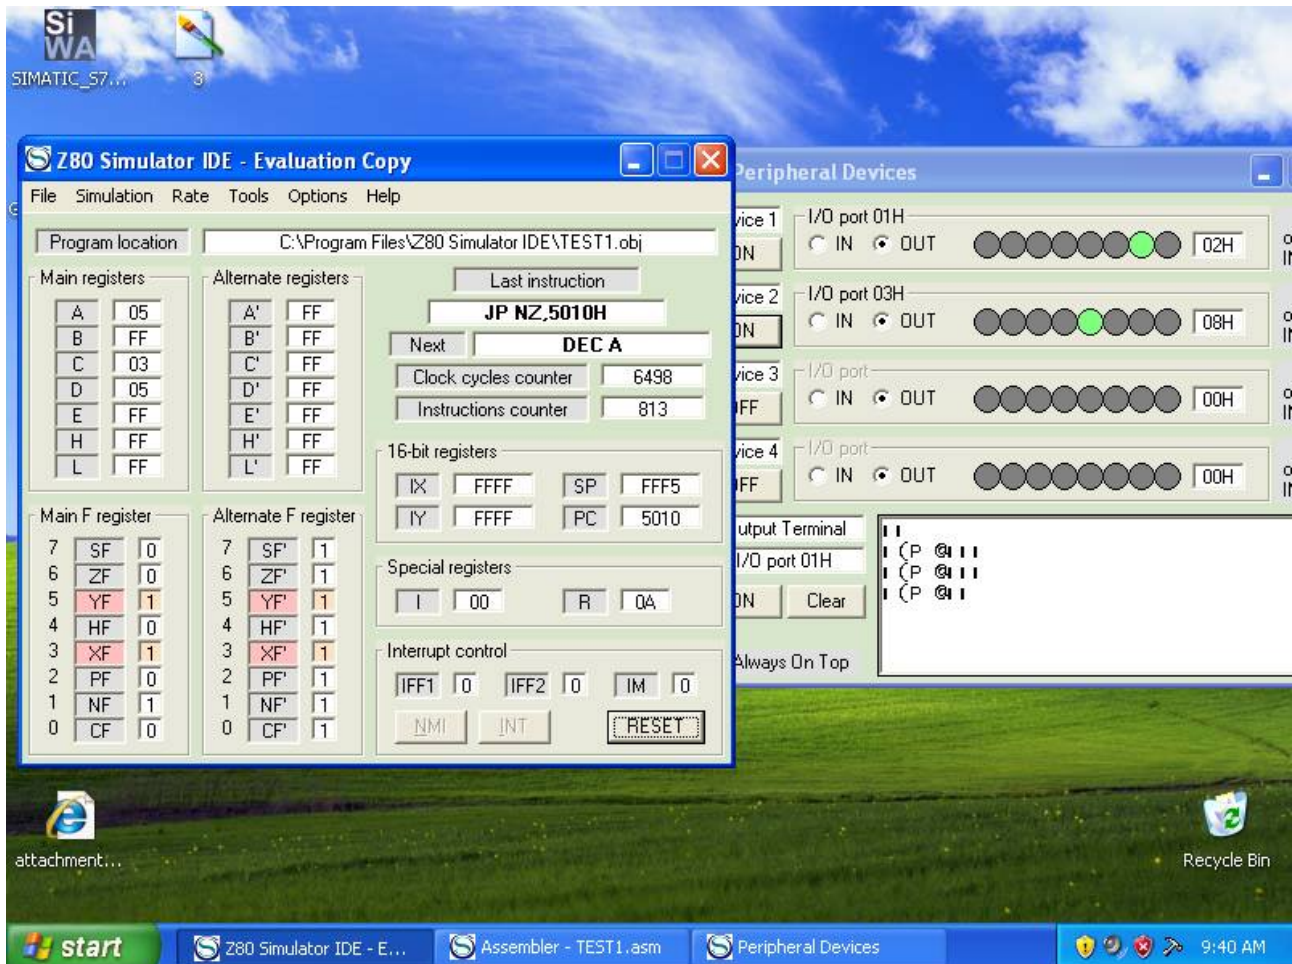 Si
WA
SIMATIC_S7...
3
Z80 Simulator IDE - Evaluation Copy
File Simulation Rate Tools Options Help
Program location C:\Program Files\Z80 Simulator IDE\TEST1.obj
Main registers
A 05
B FF
C 03
D 05
E FF
H FF
L FF
Alternate registers
A' FF
B' FF
C' FF
D' FF
E' FF
H' FF
L' FF
Last instruction
JP NZ,5010H
Next DEC A
Clock cycles counter 6498
Instructions counter 813
16-bit registers
IX FFFF SP FFF5
IY FFFF PC 5010
Main F register
7 SF 0
6 ZF 0
5 YF 1
4 HF 0
3 XF 1
2 PF 0
1 NF 1
0 CF 0
Alternate F register
7 SF' 1
6 ZF' 1
5 YF' 1
4 HF' 1
3 XF' 1
2 PF' 1
1 NF' 1
0 CF' 1
Special registers
I 00 R 0A
Interrupt control
IFF1 0 IFF2 0 IM 0
NMI INT RESET
Peripheral Devices
vice 1 I/O port 01H
ON IN OUT 02H
vice 2 I/O port 03H
ON IN OUT 08H
vice 3 I/O port
FF IN OUT 00H
vice 4 I/O port
FF IN OUT 00H
utput Terminal
I/O port 01H
ON Clear
Always On Top
(P @
(P @
(P @
attachment...
Recycle Bin
start Z80 Simulator IDE - E... Assembler - TEST1.asm Peripheral Devices 9:40 AM